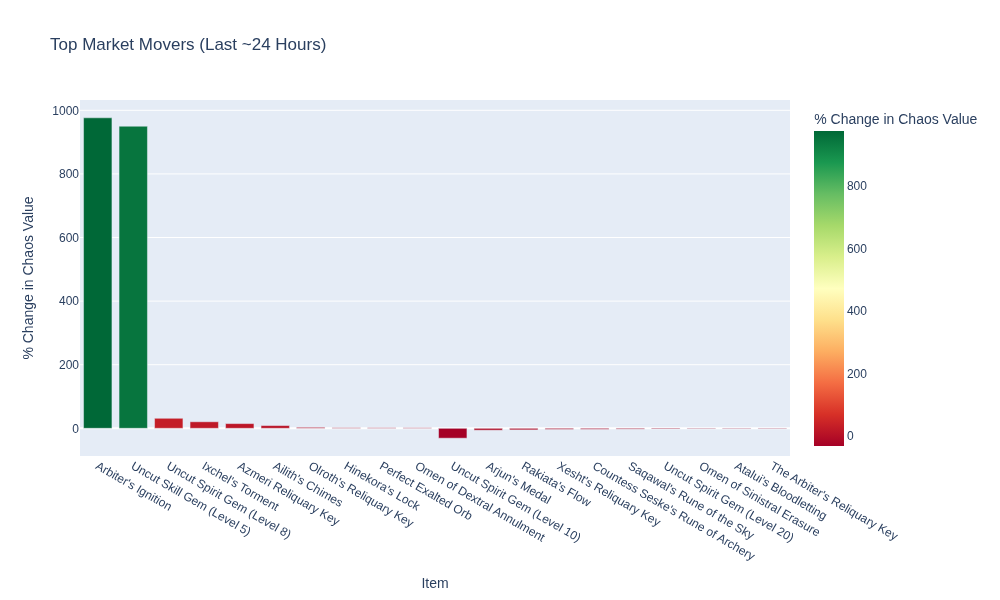 Top Market Movers (Last ~24 Hours)
% Change in Chaos Value
1000
800
600
400
200
0
% Change in Chaos Value
800
600
400
200
0
Arbiter's Ignition
Uncut Skill Gem (Level 5)
Uncut Spirit Gem (Level 8)
Ixchel's Torment
Azmeri Reliquary Key
Ailith's Chimes
Olroth's Reliquary Key
Hinekora's Lock
Perfect Exalted Orb
Omen of Dextral Annulment
Uncut Spirit Gem (Level 10)
Arjun's Medal
Rakiata's Flow
Xesht's Reliquary Key
Countess Seske's Rune of Archery
Saqawal's Rune of the Sky
Uncut Spirit Gem (Level 20)
Omen of Sinistral Erasure
Atalui's Bloodletting
The Arbiter's Reliquary Key
Item